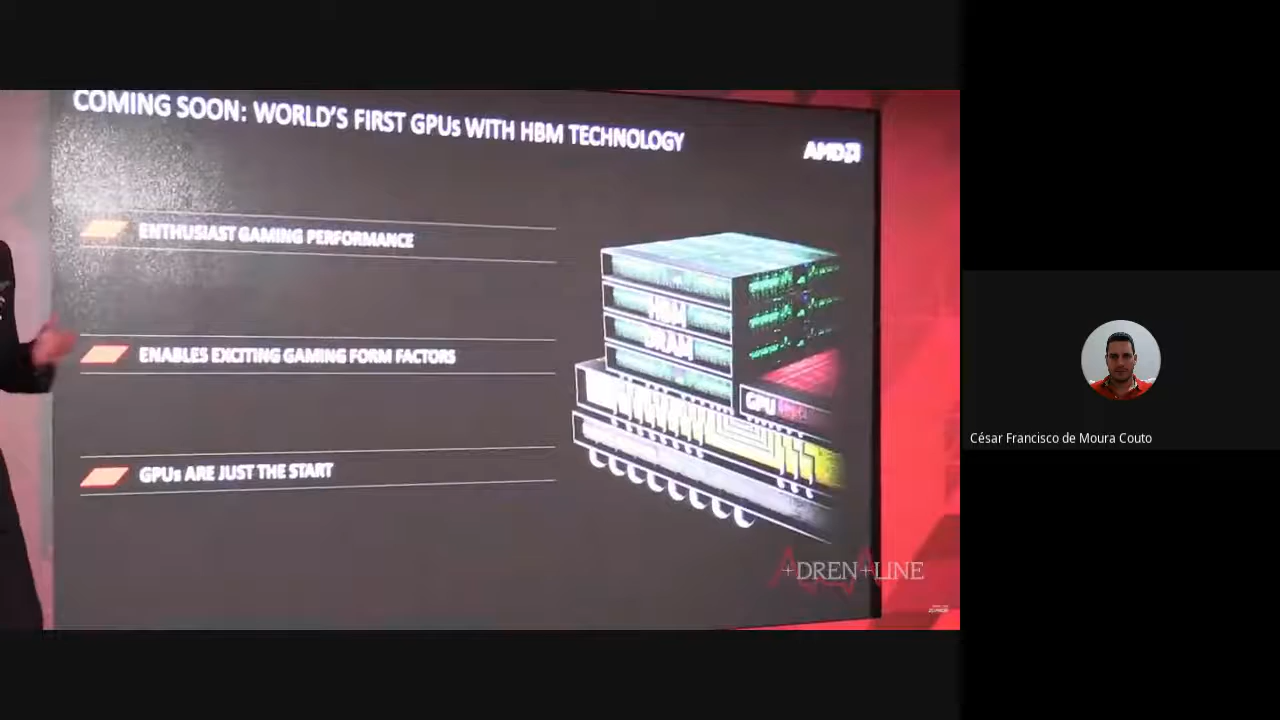 COMING SOON: WORLD'S FIRST GPUs WITH HBM TECHNOLOGY
AMD
ENTHUSIAST GAMING PERFORMANCE
HBM
DRAM
ENABLES EXCITING GAMING FORM FACTORS
GPU
César Francisco de Moura Couto
GPUs ARE JUST THE START
ADRENALINE